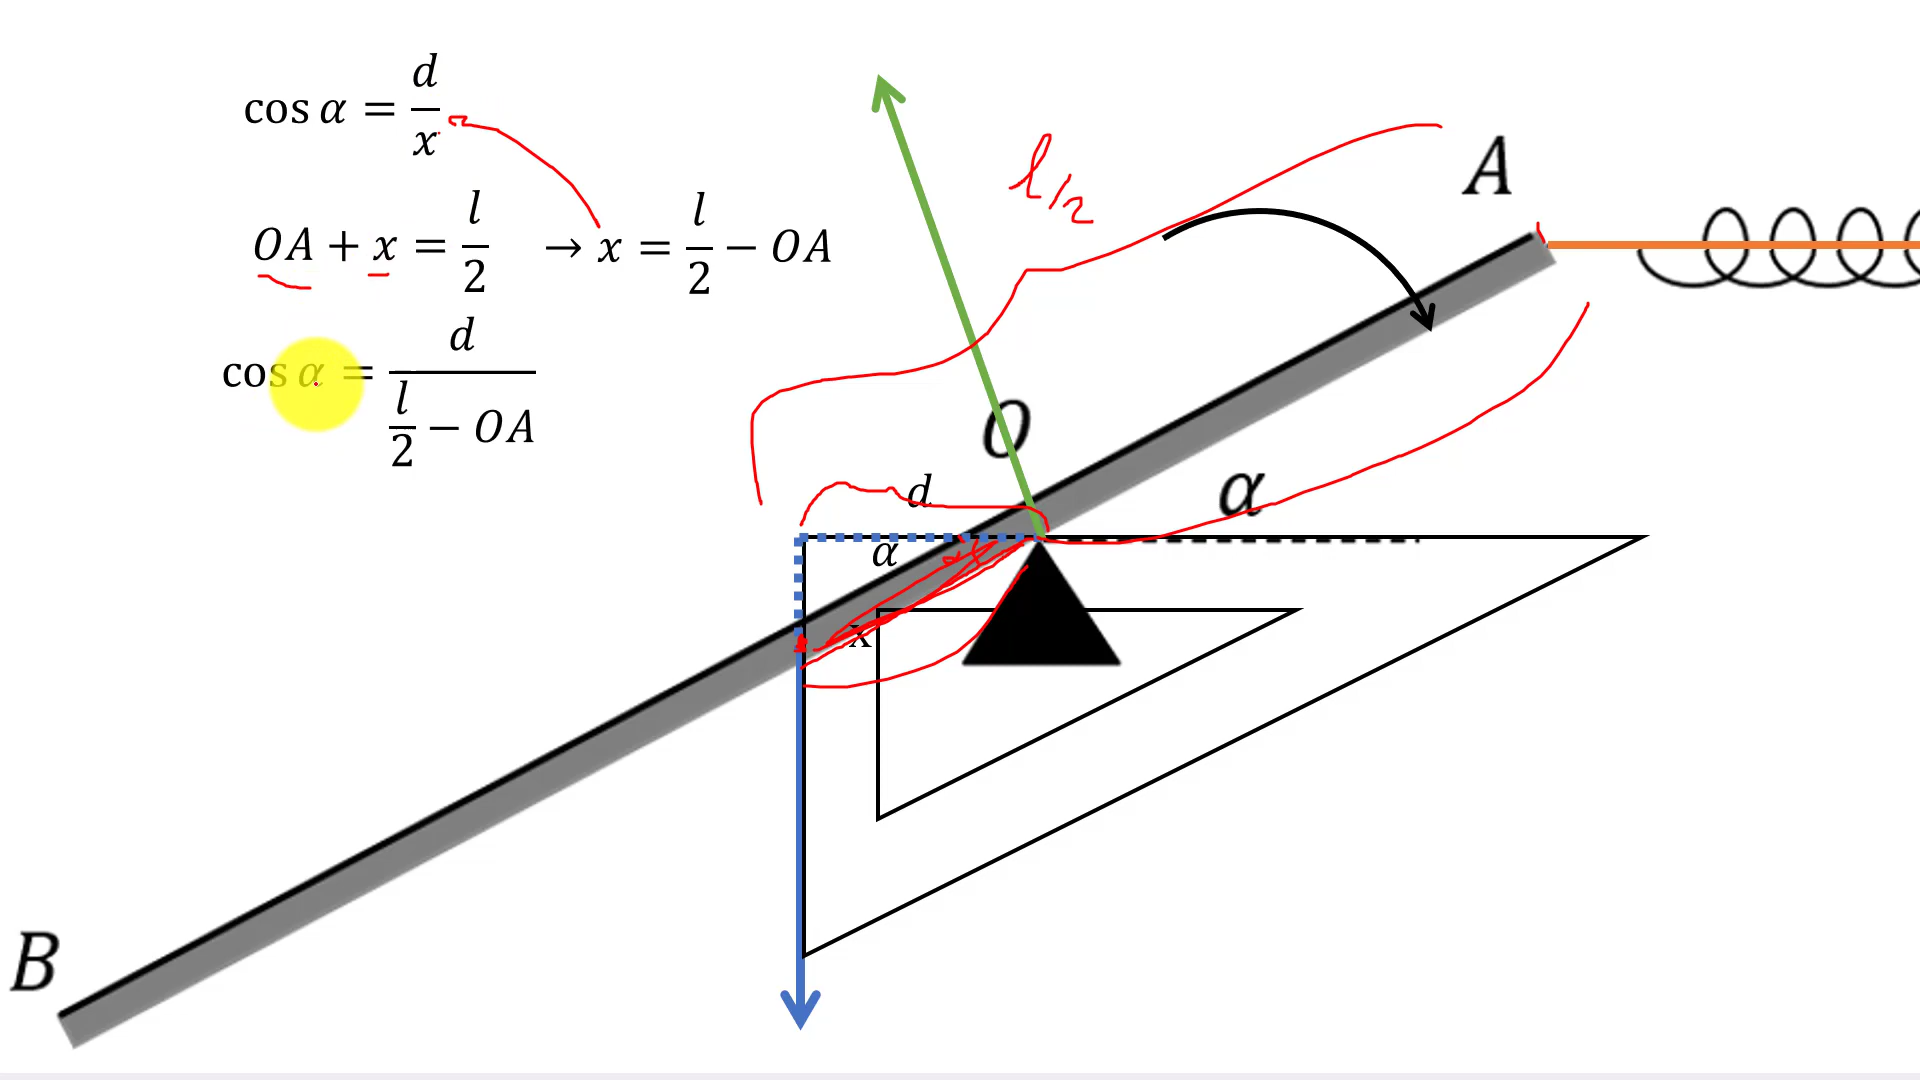 cos α = d/x
OA + x = l/2 → x = l/2 − OA
cos α = d/(l/2 − OA)
l/2
A
O
d
α
α
x
B